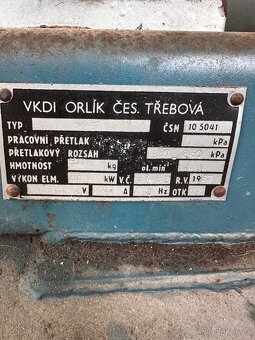 VKDI ORLÍK ČES. TŘEBOVÁ
TYP ČSN 10 5041
PRACOVNÍ PŘETLAK kPa
PŘETLAKOVÝ ROZSAH kPa
HMOTNOST kg ot. min
VÝKON ELM. kW V.Č. R.V 19
V A Hz OTK